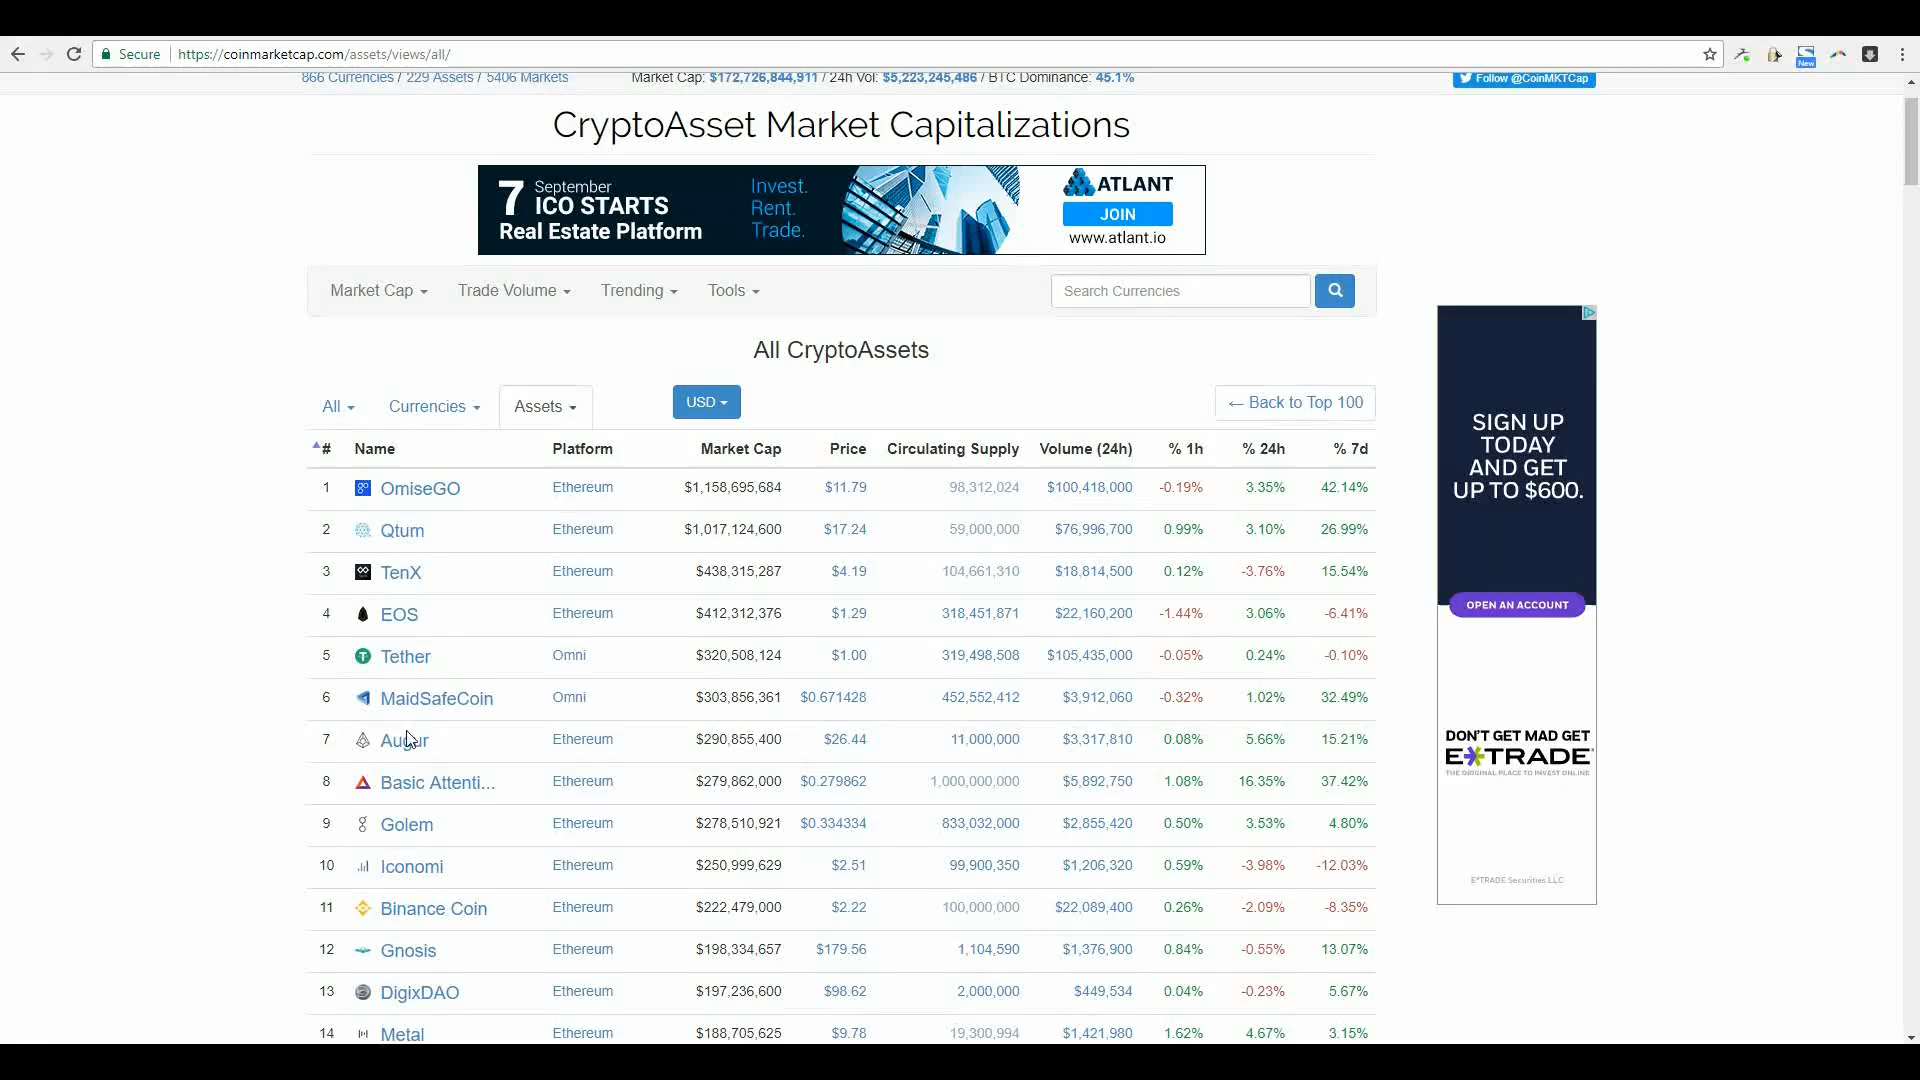 Secure https://coinmarketcap.com/assets/views/all/
New
866 Currencies / 229 Assets / 5406 Markets Market Cap: $172,726,844,911 / 24h Vol: $5,223,245,486 / BTC Dominance: 45.1% Follow @CoinMKTCap
CryptoAsset Market Capitalizations
7 September
ICO STARTS
Real Estate Platform
Invest.
Rent.
Trade.
ATLANT
JOIN
www.atlant.io
Market Cap Trade Volume Trending Tools Search Currencies
All CryptoAssets
All Currencies Assets USD ← Back to Top 100
# Name Platform Market Cap Price Circulating Supply Volume (24h) % 1h % 24h % 7d
1 OmiseGO Ethereum $1,158,695,684 $11.79 98,312,024 $100,418,000 -0.19% 3.35% 42.14%
2 Qtum Ethereum $1,017,124,600 $17.24 59,000,000 $76,996,700 0.99% 3.10% 26.99%
3 TenX Ethereum $438,315,287 $4.19 104,661,310 $18,814,500 0.12% -3.76% 15.54%
4 EOS Ethereum $412,312,376 $1.29 318,451,871 $22,160,200 -1.44% 3.06% -6.41%
5 Tether Omni $320,508,124 $1.00 319,498,508 $105,435,000 -0.05% 0.24% -0.10%
6 MaidSafeCoin Omni $303,856,361 $0.671428 452,552,412 $3,912,060 -0.32% 1.02% 32.49%
7 Augur Ethereum $290,855,400 $26.44 11,000,000 $3,317,810 0.08% 5.66% 15.21%
8 Basic Attenti... Ethereum $279,862,000 $0.279862 1,000,000,000 $5,892,750 1.08% 16.35% 37.42%
9 Golem Ethereum $278,510,921 $0.334334 833,032,000 $2,855,420 0.50% 3.53% 4.80%
10 Iconomi Ethereum $250,999,629 $2.51 99,900,350 $1,206,320 0.59% -3.98% -12.03%
11 Binance Coin Ethereum $222,479,000 $2.22 100,000,000 $22,089,400 0.26% -2.09% -8.35%
12 Gnosis Ethereum $198,334,657 $179.56 1,104,590 $1,376,900 0.84% -0.55% 13.07%
13 DigixDAO Ethereum $197,236,600 $98.62 2,000,000 $449,534 0.04% -0.23% 5.67%
14 Metal Ethereum $188,705,625 $9.78 19,300,994 $1,421,980 1.62% 4.67% 3.15%
SIGN UP
TODAY
AND GET
UP TO $600.
OPEN AN ACCOUNT
DON'T GET MAD GET
E*TRADE
THE ORIGINAL PLACE TO INVEST ONLINE
E*TRADE Securities LLC